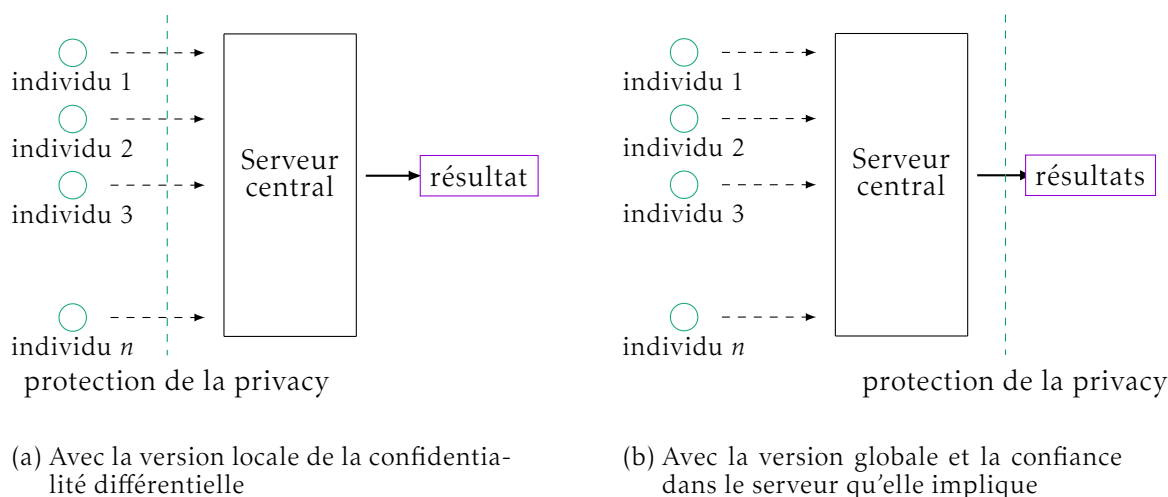 individu 1
individu 2
individu 3
individu n
Serveur
central
résultat
protection de la privacy
(a) Avec la version locale de la confidentia-
lité différentielle
individu 1
individu 2
individu 3
individu n
Serveur
central
résultats
protection de la privacy
(b) Avec la version globale et la confiance
dans le serveur qu'elle implique